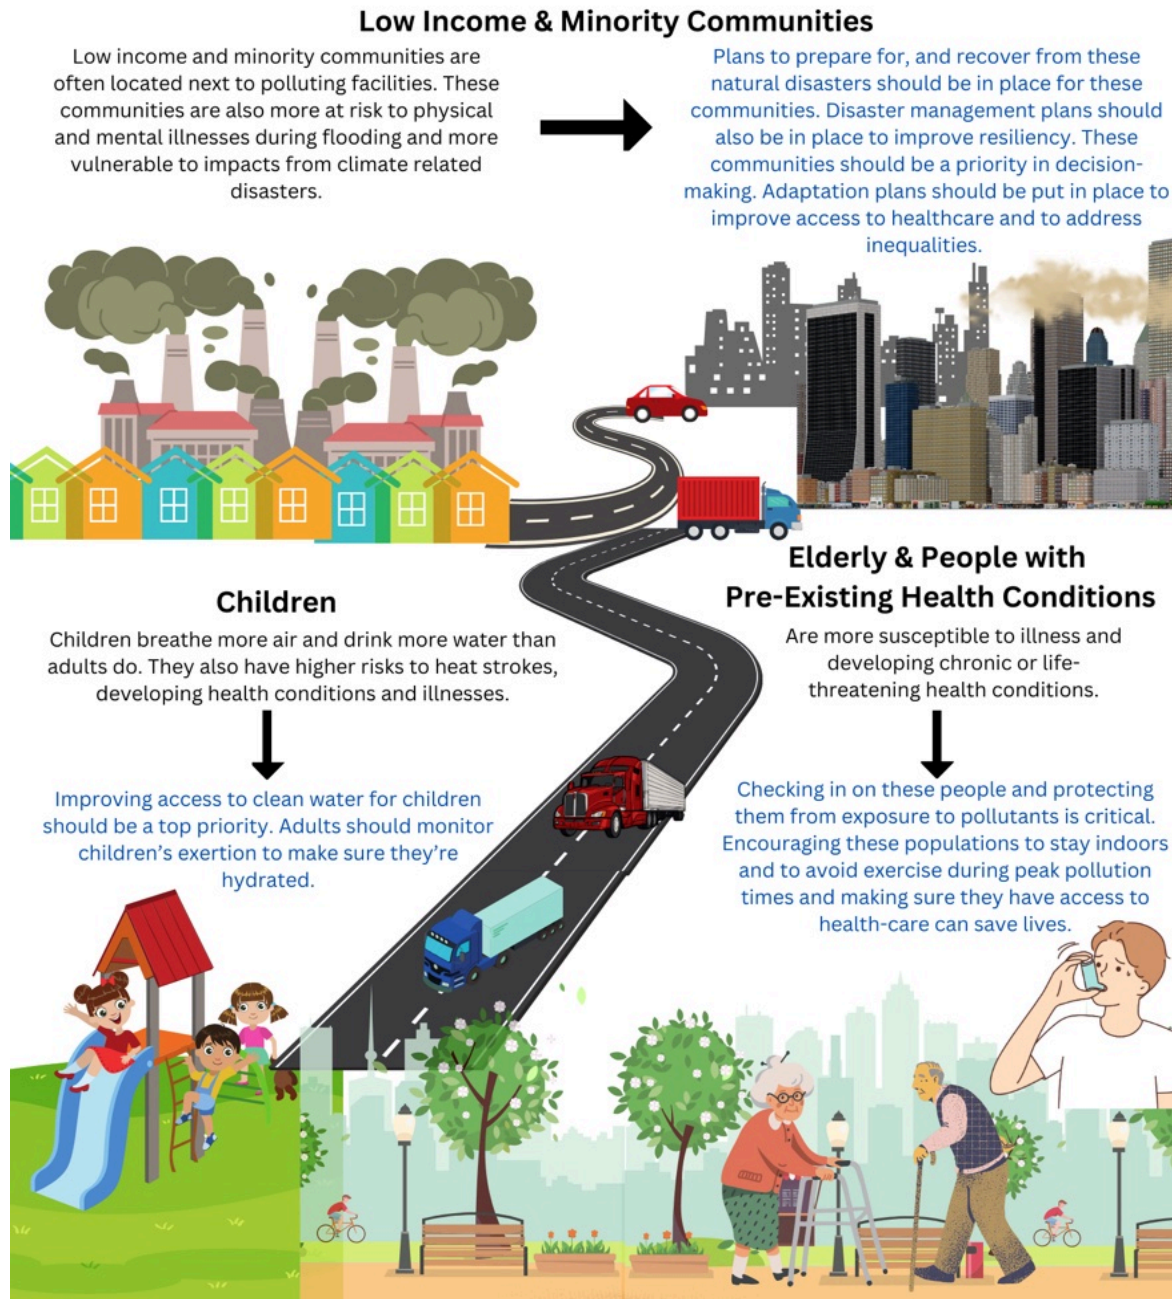 Low Income & Minority Communities
Low income and minority communities are
often located next to polluting facilities. These
communities are also more at risk to physical
and mental illnesses during flooding and more
vulnerable to impacts from climate related
disasters.
Plans to prepare for, and recover from these
natural disasters should be in place for these
communities. Disaster management plans should
also be in place to improve resiliency. These
communities should be a priority in decision-
making. Adaptation plans should be put in place to
improve access to healthcare and to address
inequalities.
Children
Children breathe more air and drink more water than
adults do. They also have higher risks to heat strokes,
developing health conditions and illnesses.
Improving access to clean water for children
should be a top priority. Adults should monitor
children’s exertion to make sure they’re
hydrated.
Elderly & People with
Pre-Existing Health Conditions
Are more susceptible to illness and
developing chronic or life-
threatening health conditions.
Checking in on these people and protecting
them from exposure to pollutants is critical.
Encouraging these populations to stay indoors
and to avoid exercise during peak pollution
times and making sure they have access to
health-care can save lives.